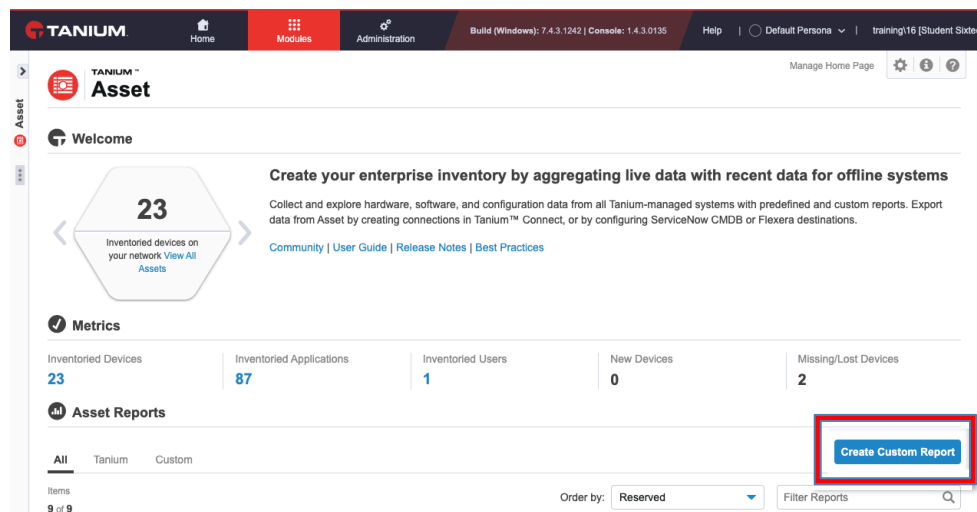 TANIUM.
Home
Modules
Administration
Build (Windows): 7.4.3.1242 | Console: 1.4.3.0135
Help
|
Default Persona
|
training\16 [Student Sixte
Asset
TANIUM™
Asset
Manage Home Page
Welcome
23
Inventoried devices on
your network View All
Assets
Create your enterprise inventory by aggregating live data with recent data for offline systems
Collect and explore hardware, software, and configuration data from all Tanium-managed systems with predefined and custom reports. Export
data from Asset by creating connections in Tanium™ Connect, or by configuring ServiceNow CMDB or Flexera destinations.
Community | User Guide | Release Notes | Best Practices
Metrics
Inventoried Devices
23
Inventoried Applications
87
Inventoried Users
1
New Devices
0
Missing/Lost Devices
2
Asset Reports
All
Tanium
Custom
Create Custom Report
Items
9 of 9
Order by:
Reserved
Filter Reports